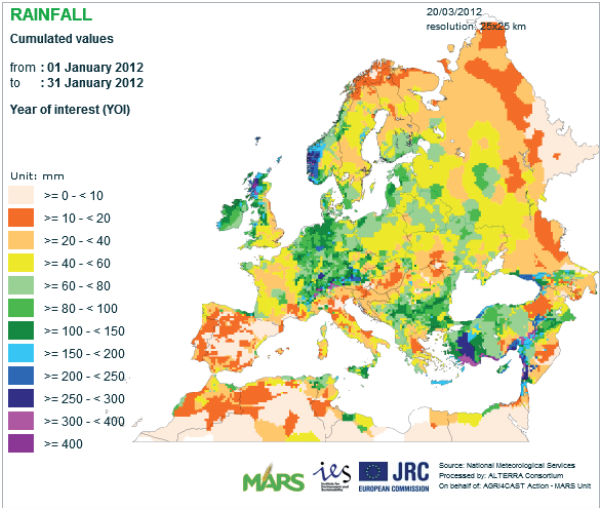 RAINFALL
20/03/2012
resolution: 25x25 km
Cumulated values
from : 01 January 2012
to : 31 January 2012
Year of interest (YOI)
Unit: mm
>= 0 - < 10
>= 10 - < 20
>= 20 - < 40
>= 40 - < 60
>= 60 - < 80
>= 80 - < 100
>= 100 - < 150
>= 150 - < 200
>= 200 - < 250
>= 250 - < 300
>= 300 - < 400
>= 400
MARS
ies
JRC
EUROPEAN COMMISSION
Source: National Meteorological Services
Processed by: ALTERRA Consortium
On behalf of: AGRI4CAST Action - MARS Unit